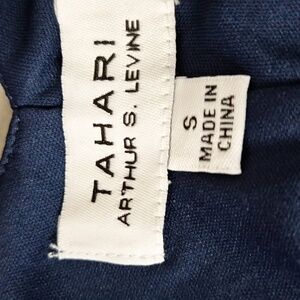 TAHARI
ARTHUR S. LEVINE
S
MADE IN
CHINA